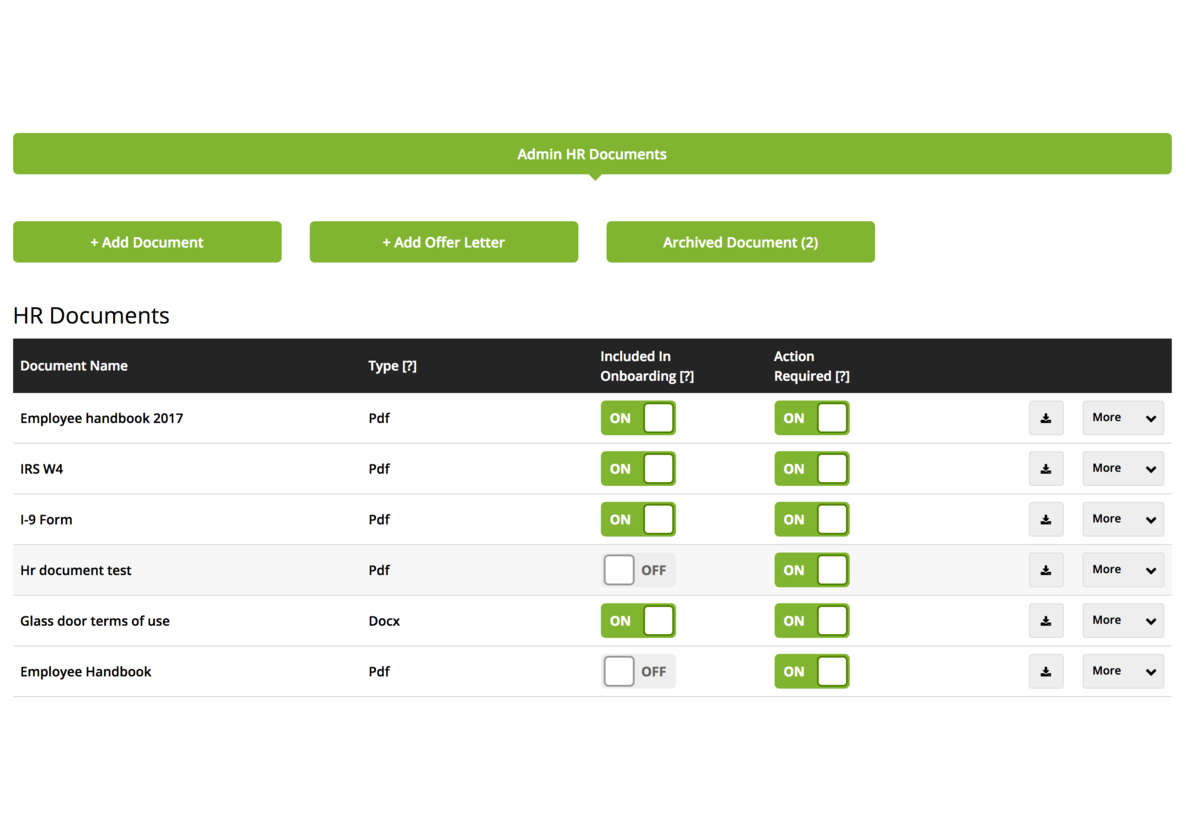 Admin HR Documents
+ Add Document + Add Offer Letter Archived Document (2)
HR Documents
Document Name Type [?] Included In Onboarding [?] Action Required [?]
Employee handbook 2017 Pdf ON ON More
IRS W4 Pdf ON ON More
I-9 Form Pdf ON ON More
Hr document test Pdf OFF ON More
Glass door terms of use Docx ON ON More
Employee Handbook Pdf OFF ON More